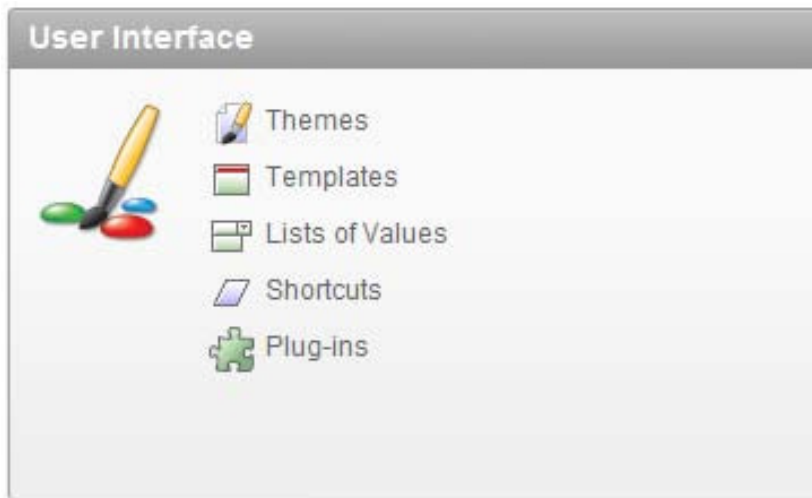 User Interface
Themes
Templates
Lists of Values
Shortcuts
Plug-ins